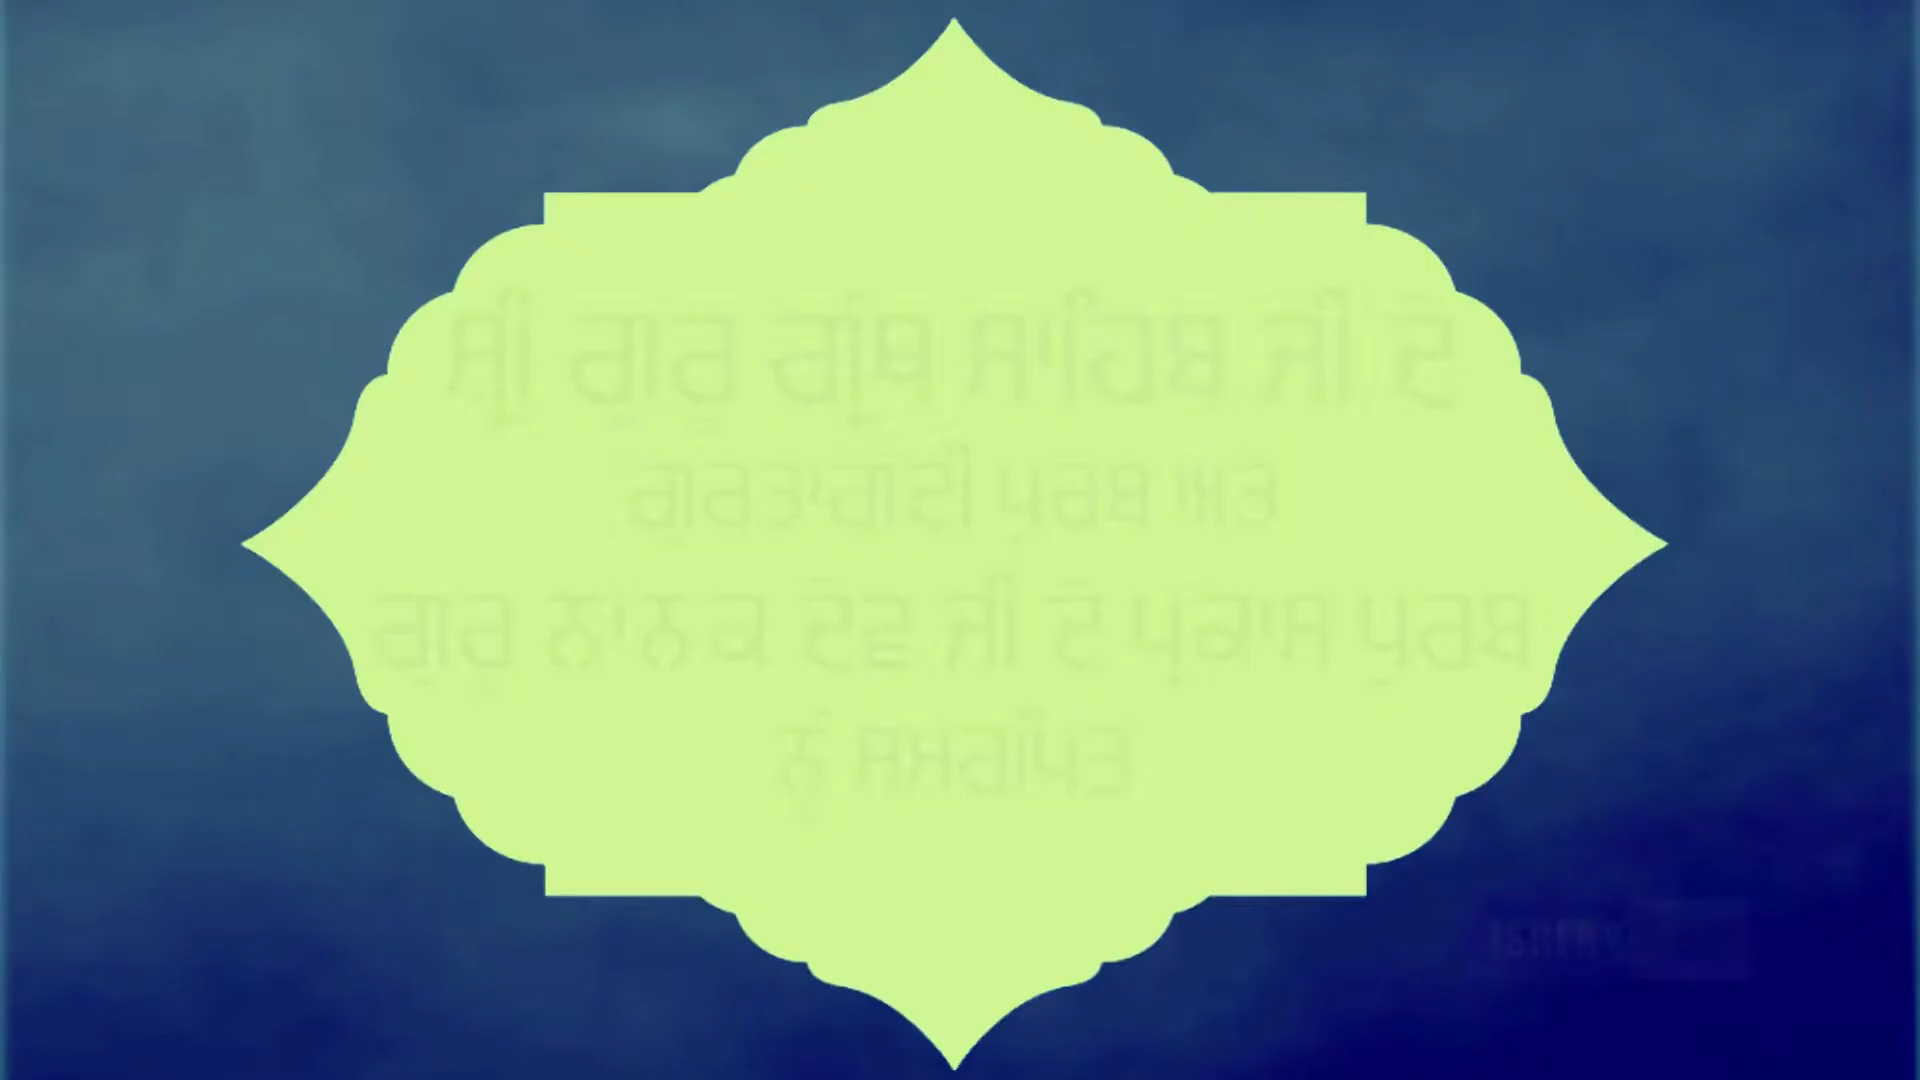 ਸ੍ਰੀ ਗੁਰੂ ਗ੍ਰੰਥ ਸਾਹਿਬ ਜੀ ਦੇ
ਗੁਰਤਾਗੱਦੀ ਪੁਰਬ ਅਤੇ
ਗੁਰੂ ਨਾਨਕ ਦੇਵ ਜੀ ਦੇ ਪ੍ਰਕਾਸ਼ ਪੁਰਬ
ਨੂੰ ਸਮਰਪਿਤ